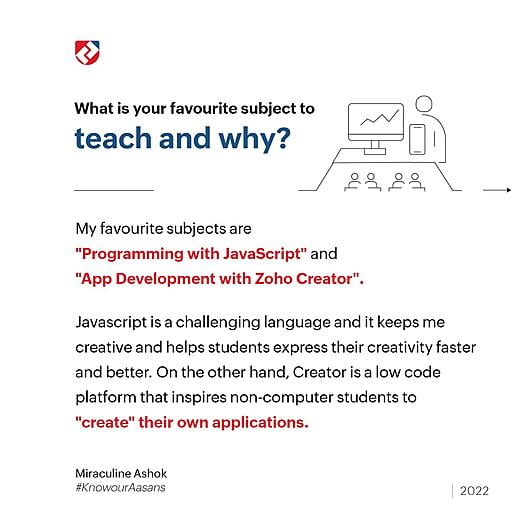 What is your favourite subject to
teach and why?
My favourite subjects are
"Programming with JavaScript" and
"App Development with Zoho Creator".
Javascript is a challenging language and it keeps me
creative and helps students express their creativity faster
and better. On the other hand, Creator is a low code
platform that inspires non-computer students to
"create" their own applications.
Miraculine Ashok
#KnowourAasans
2022